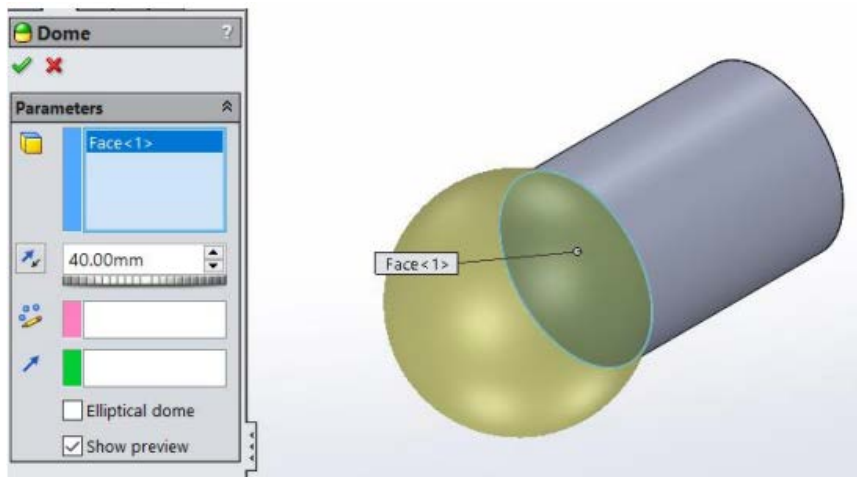 Dome ?
Parameters
Face<1>
40.00mm
Face<1>
Elliptical dome
Show preview